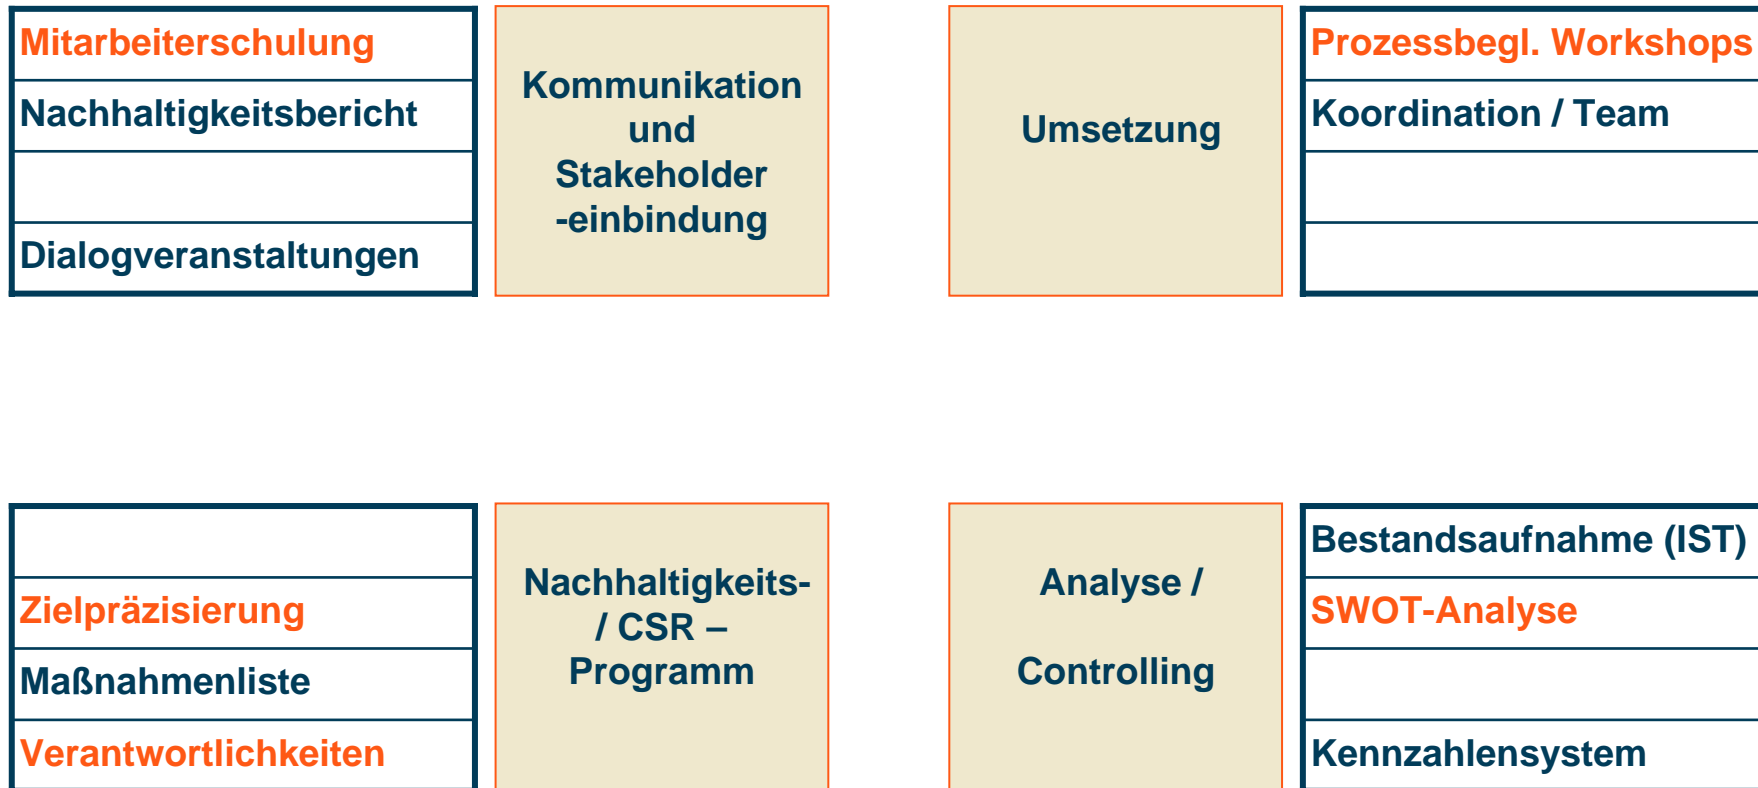 Mitarbeiterschulung
Nachhaltigkeitsbericht
Dialogveranstaltungen
Kommunikation
und
Stakeholder
-einbindung
Umsetzung
Prozessbegl. Workshops
Koordination / Team
Zielpräzisierung
Maßnahmenliste
Verantwortlichkeiten
Nachhaltigkeits-
/ CSR –
Programm
Analyse /
Controlling
Bestandsaufnahme (IST)
SWOT-Analyse
Kennzahlensystem